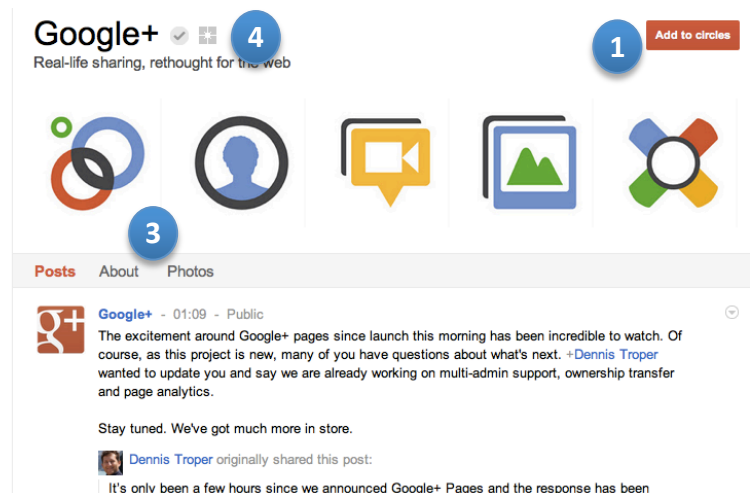 Google+
4
1
Add to circles
Real-life sharing, rethought for the web
3
Posts About Photos
g+
Google+ - 01:09 - Public
The excitement around Google+ pages since launch this morning has been incredible to watch. Of
course, as this project is new, many of you have questions about what's next. +Dennis Troper
wanted to update you and say we are already working on multi-admin support, ownership transfer
and page analytics.
Stay tuned. We've got much more in store.
Dennis Troper originally shared this post:
It's only been a few hours since we announced Google+ Pages and the response has been